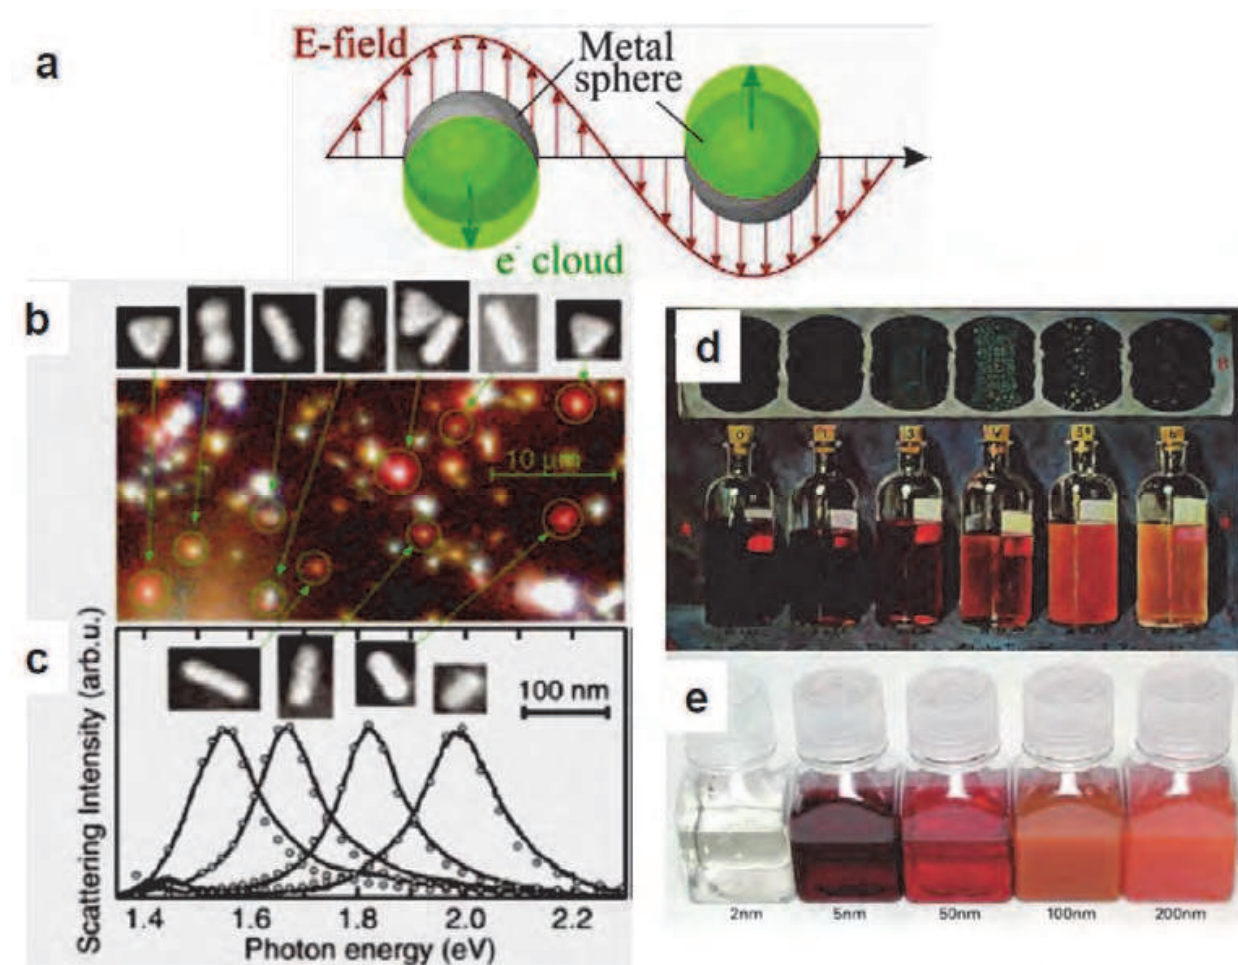 a
E-field
Metal
sphere
e⁻ cloud
b
10 µm
c
Scattering Intensity (arb.u.)
100 nm
1.4 1.6 1.8 2.0 2.2
Photon energy (eV)
d
e
2nm 5nm 50nm 100nm 200nm